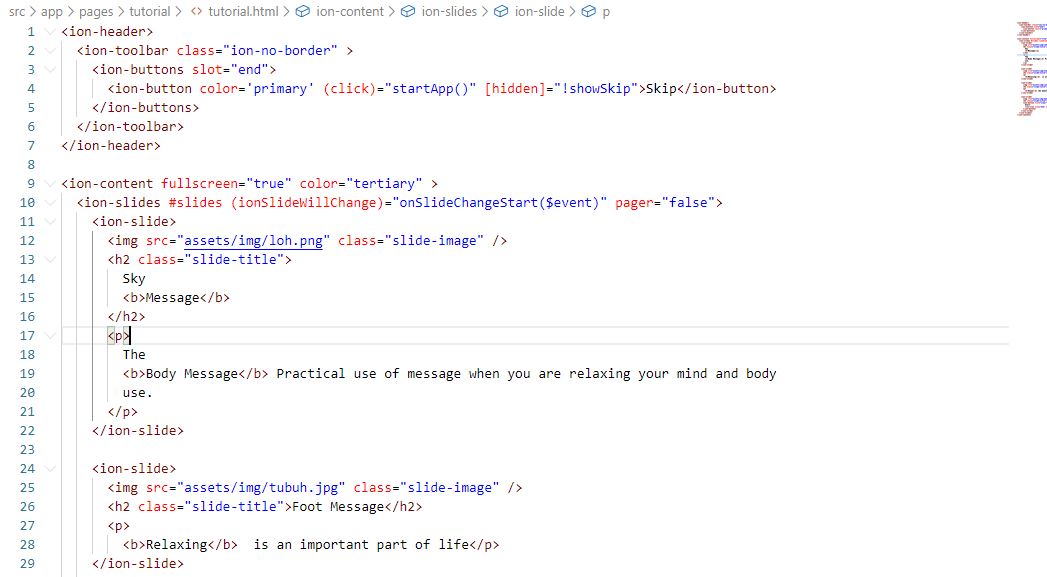 src > app > pages > tutorial > <> tutorial.html > ion-content > ion-slides > ion-slide > p
1 <ion-header>
2   <ion-toolbar class="ion-no-border" >
3     <ion-buttons slot="end">
4       <ion-button color='primary' (click)="startApp()" [hidden]="!showSkip">Skip</ion-button>
5     </ion-buttons>
6   </ion-toolbar>
7 </ion-header>
8
9 <ion-content fullscreen="true" color="tertiary" >
10   <ion-slides #slides (ionSlideWillChange)="onSlideChangeStart($event)" pager="false">
11     <ion-slide>
12       <img src="assets/img/loh.png" class="slide-image" />
13       <h2 class="slide-title">
14         Sky
15         <b>Message</b>
16       </h2>
17       <p>
18         The
19         <b>Body Message</b> Practical use of message when you are relaxing your mind and body
20         use.
21       </p>
22     </ion-slide>
23
24     <ion-slide>
25       <img src="assets/img/tubuh.jpg" class="slide-image" />
26       <h2 class="slide-title">Foot Message</h2>
27       <p>
28         <b>Relaxing</b>  is an important part of life</p>
29     </ion-slide>